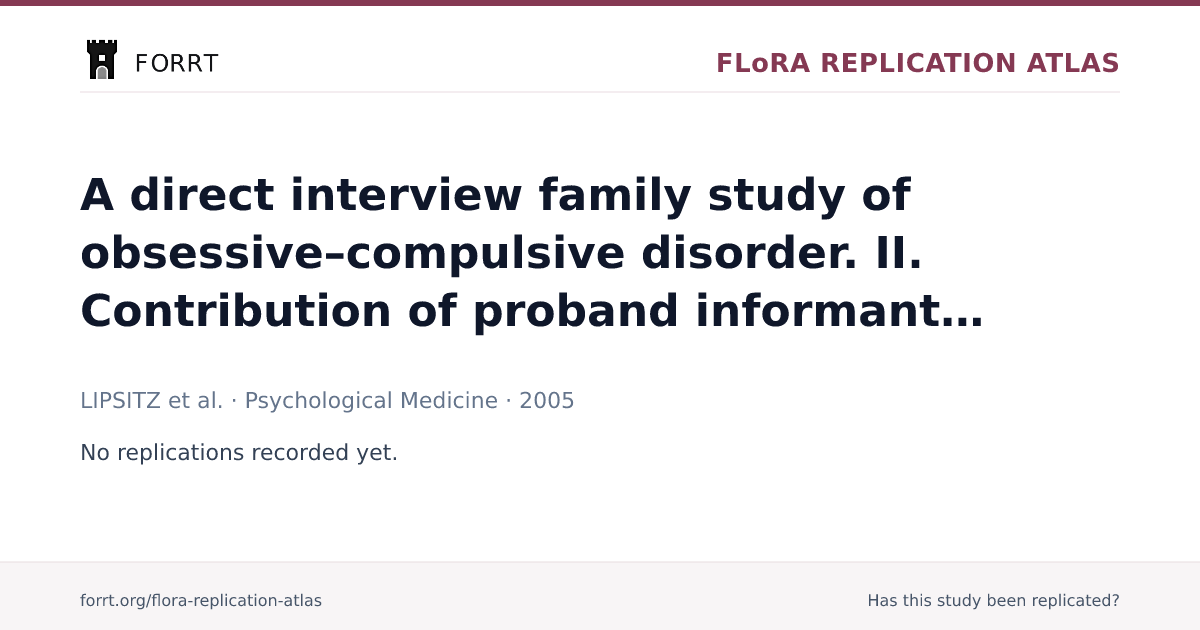 FORRT
FLoRA REPLICATION ATLAS
A direct interview family study of
obsessive–compulsive disorder. II.
Contribution of proband informant…
LIPSITZ et al. · Psychological Medicine · 2005
No replications recorded yet.
forrt.org/flora-replication-atlas
Has this study been replicated?